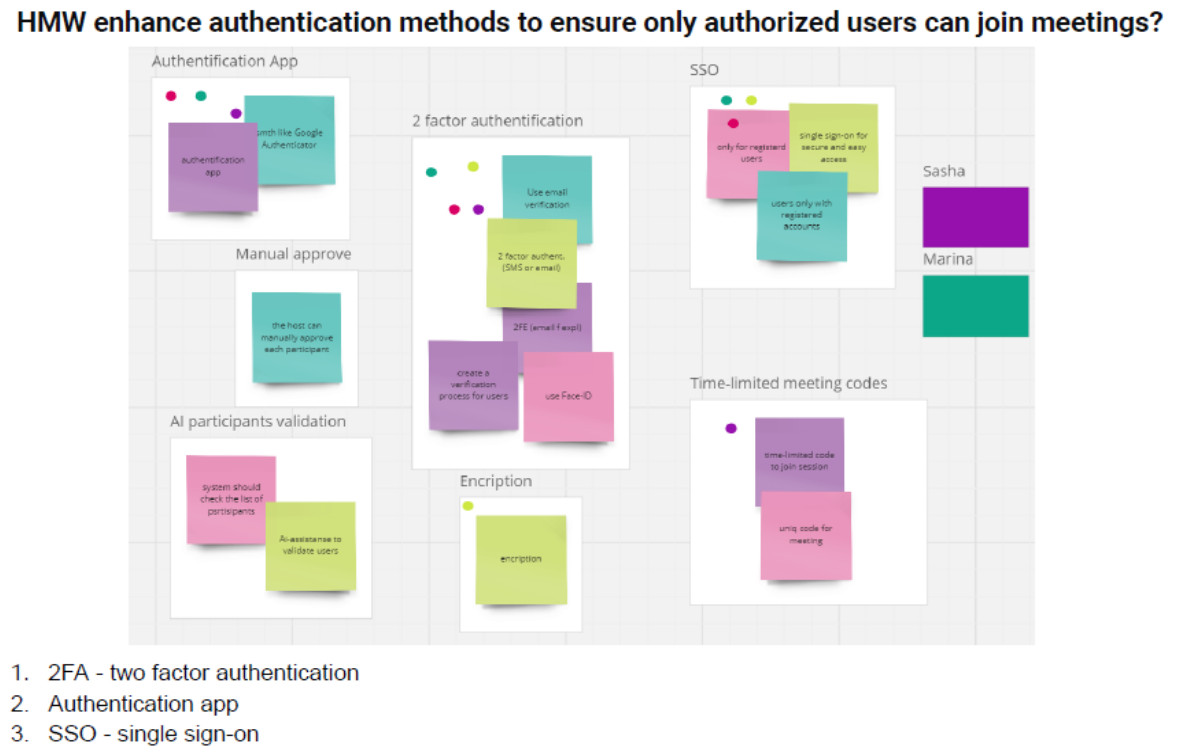 HMW enhance authentication methods to ensure only authorized users can join meetings?
Authentification App
smth like Google
Authenticator
authentification
app
Manual approve
the host can
manually approve
each participant
AI participants validation
system should
check the list of
partisipants
Ai-assistanse to
validate users
2 factor authentification
Use email
verification
2 factor authent.
(SMS or email)
2FE (email f expl)
create a
verification
process for users
use Face-ID
Encription
encription
SSO
only for registerd
users
single sign-on for
secure and easy
access
users only with
registered
accounts
Sasha
Marina
Time-limited meeting codes
time-limited code
to join session
uniq code for
meeting
1. 2FA - two factor authentication
2. Authentication app
3. SSO - single sign-on